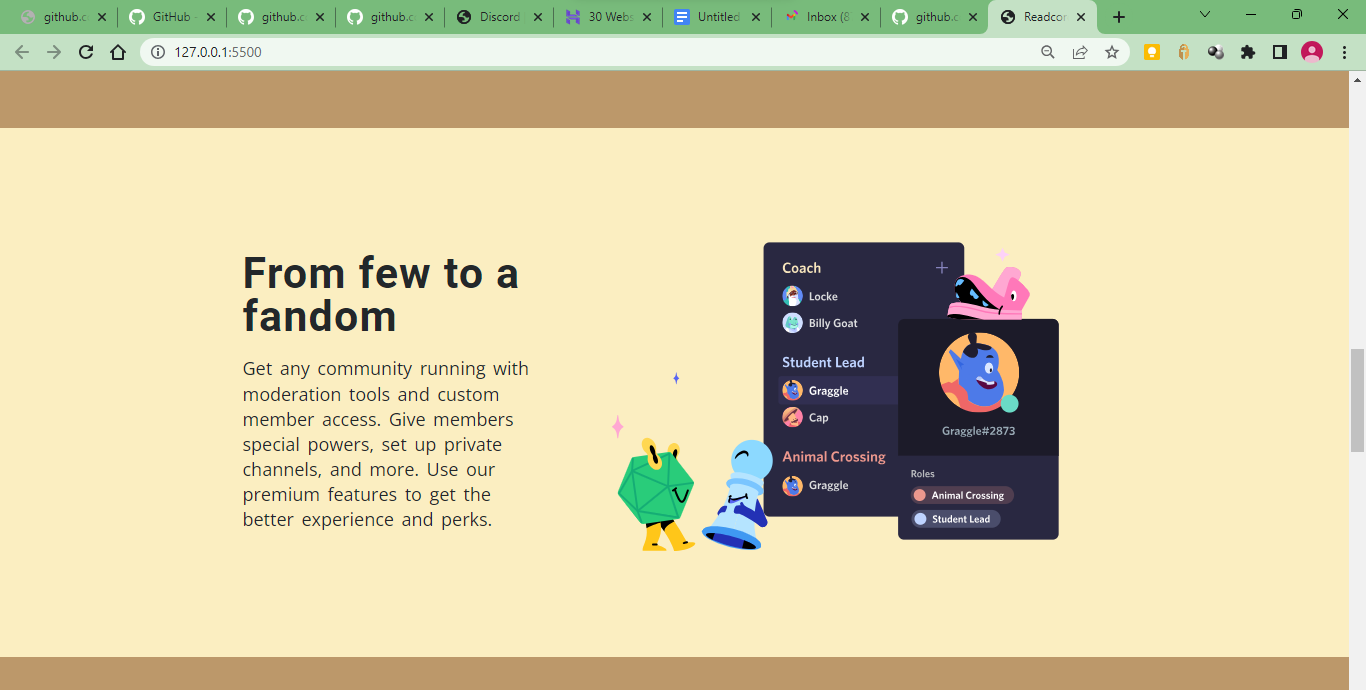 github.c
GitHub -
github.c
github.c
Discord
30 Webs
Untitled
Inbox (8
github.c
Readcor
127.0.0.1:5500
From few to a
fandom
Get any community running with
moderation tools and custom
member access. Give members
special powers, set up private
channels, and more. Use our
premium features to get the
better experience and perks.
Coach
Locke
Billy Goat
Student Lead
Graggle
Cap
Animal Crossing
Graggle
Graggle#2873
Roles
Animal Crossing
Student Lead